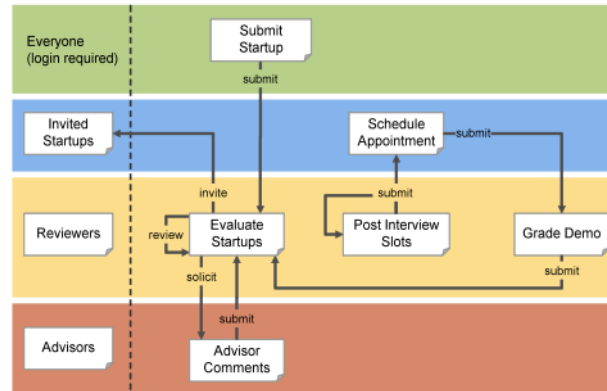 Everyone
(login required)
Submit
Startup
submit
Invited
Startups
Schedule
Appointment
submit
invite
submit
Reviewers
review
Evaluate
Startups
Post Interview
Slots
Grade Demo
solicit
submit
submit
Advisors
Advisor
Comments